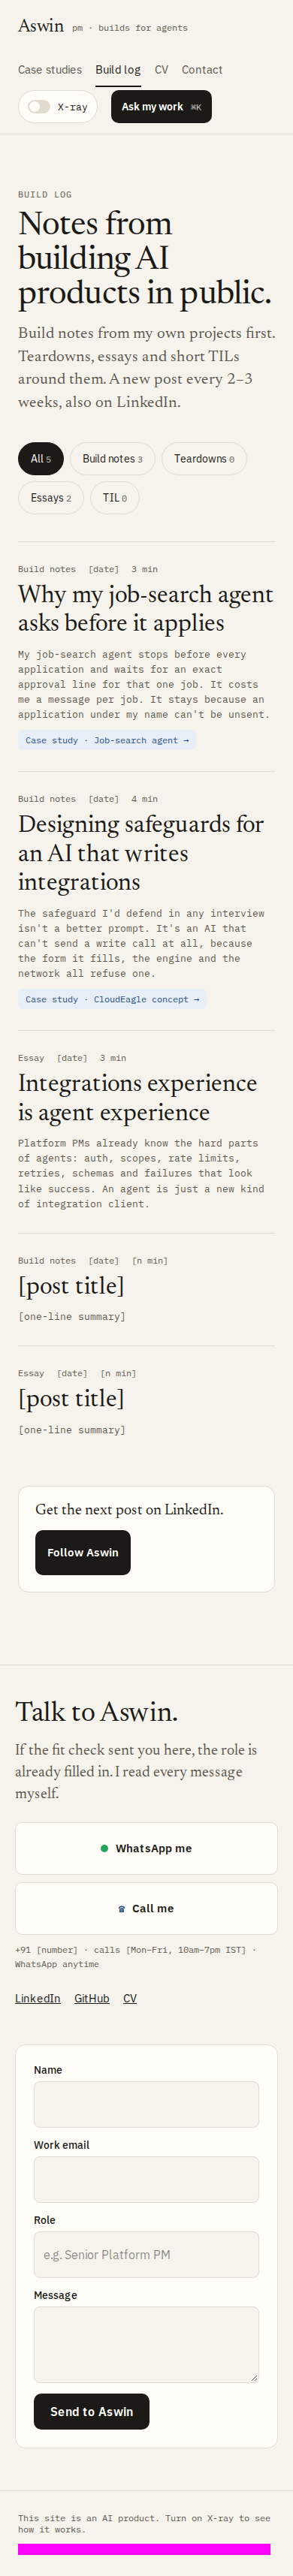 Aswin pm · builds for agents
Case studies Build log CV Contact
X-ray Ask my work ⌘K
BUILD LOG
Notes from
building AI
products in public.
Build notes from my own projects first.
Teardowns, essays and short TILs
around them. A new post every 2–3
weeks, also on LinkedIn.
All 5 Build notes 3 Teardowns 0
Essays 2 TIL 0
Build notes [date] 3 min
Why my job-search agent
asks before it applies
My job-search agent stops before every
application and waits for an exact
approval line for that one job. It costs
me a message per job. It stays because an
application under my name can't be unsent.
Case study · Job-search agent →
Build notes [date] 4 min
Designing safeguards for
an AI that writes
integrations
The safeguard I'd defend in any interview
isn't a better prompt. It's an AI that
can't send a write call at all, because
the form it fills, the engine and the
network all refuse one.
Case study · CloudEagle concept →
Essay [date] 3 min
Integrations experience
is agent experience
Platform PMs already know the hard parts
of agents: auth, scopes, rate limits,
retries, schemas and failures that look
like success. An agent is just a new kind
of integration client.
Build notes [date] [n min]
[post title]
[one-line summary]
Essay [date] [n min]
[post title]
[one-line summary]
Get the next post on LinkedIn.
Follow Aswin
Talk to Aswin.
If the fit check sent you here, the role is
already filled in. I read every message
myself.
WhatsApp me
☎ Call me
+91 [number] · calls [Mon–Fri, 10am–7pm IST] ·
WhatsApp anytime
LinkedIn GitHub CV
Name
Work email
Role
e.g. Senior Platform PM
Message
Send to Aswin
This site is an AI product. Turn on X-ray to see
how it works.